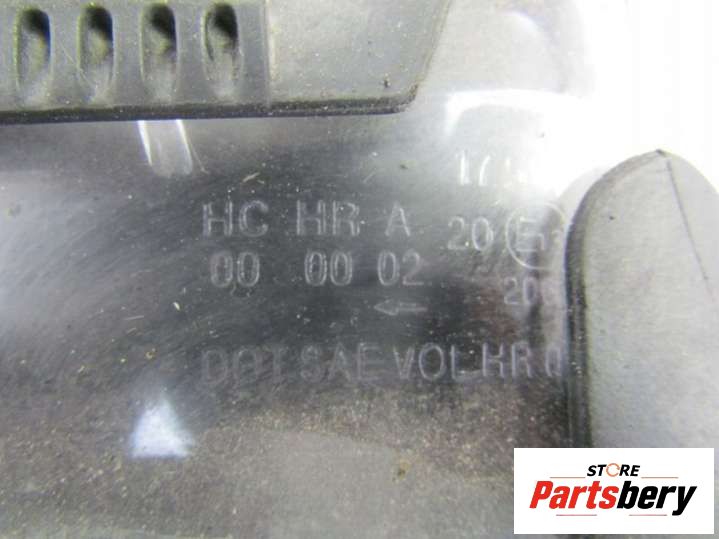 HC HR A 20 E
00 00 02
←
DOT SAE VOL HR
STORE
Partsbery